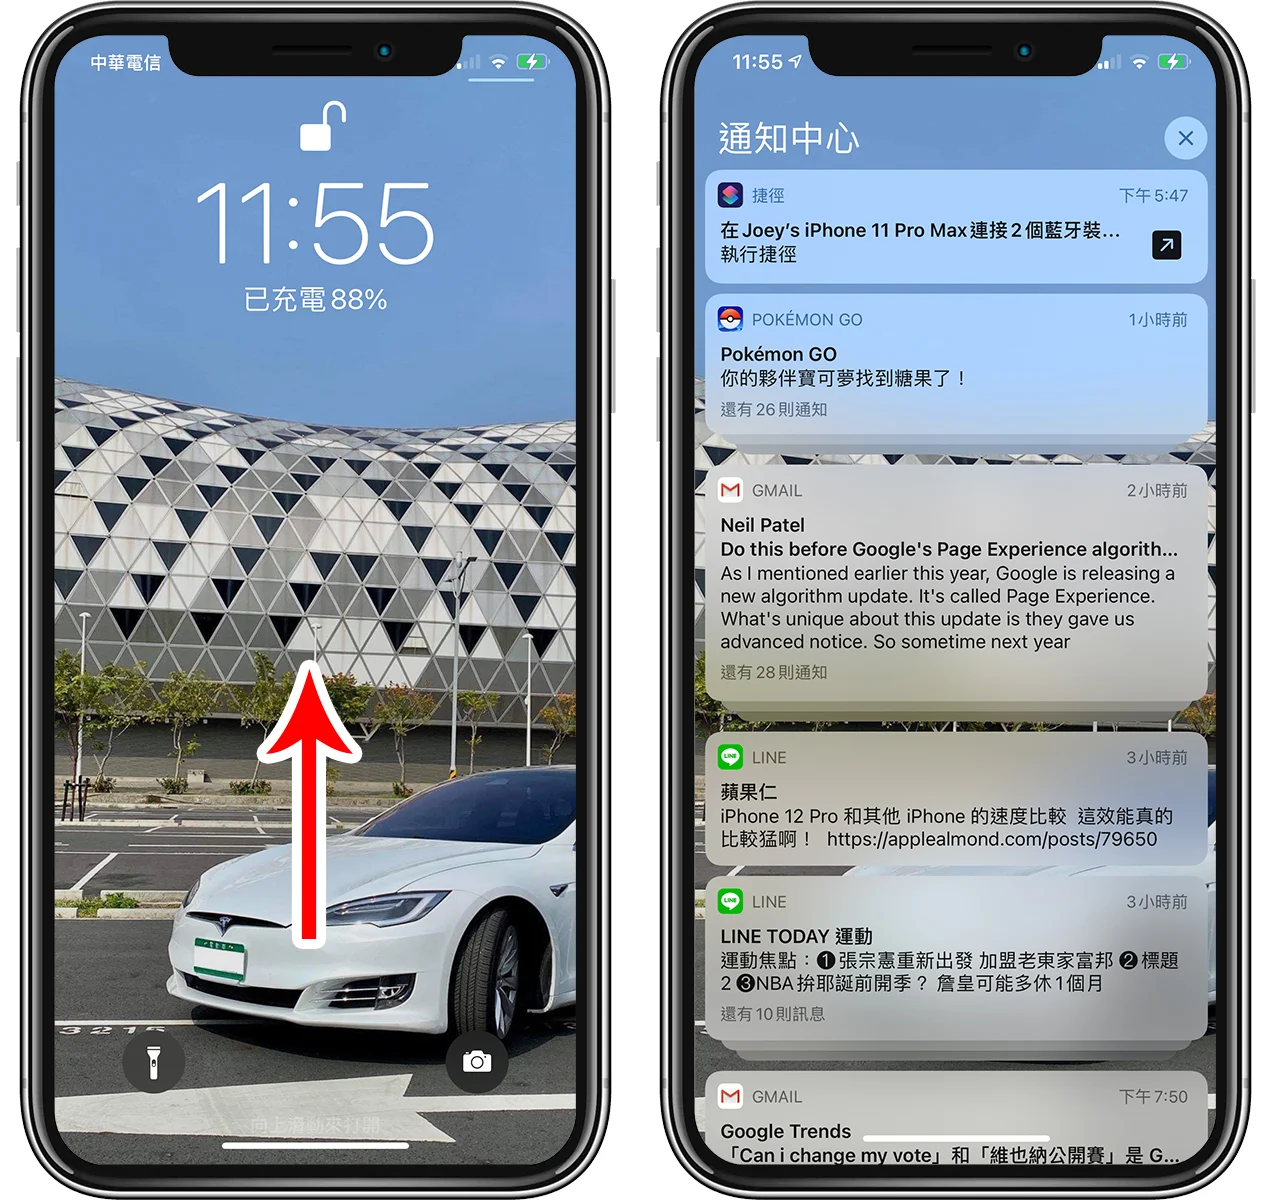 中華電信
11:55
已充電 88%
3215
向上滑動來打開
11:55
通知中心
捷徑
下午 5:47
在 Joey's iPhone 11 Pro Max 連接 2 個藍牙裝…
執行捷徑
POKÉMON GO
1 小時前
Pokémon GO
你的夥伴寶可夢找到糖果了！
還有 26 則通知
GMAIL
2 小時前
Neil Patel
Do this before Google's Page Experience algorith...
As I mentioned earlier this year, Google is releasing a
new algorithm update. It's called Page Experience.
What's unique about this update is they gave us
advanced notice. So sometime next year
還有 28 則通知
LINE
3 小時前
蘋果仁
iPhone 12 Pro 和其他 iPhone 的速度比較 這效能真的
比較猛啊！ https://applealmond.com/posts/79650
LINE
3 小時前
LINE TODAY 運動
運動焦點：❶張宗憲重新出發 加盟老東家富邦 ❷標題
2 ❸NBA 拚耶誕前開季？ 詹皇可能多休 1 個月
還有 10 則訊息
GMAIL
下午 7:50
Google Trends
「Can i change my vote」和「維也納公開賽」是 G...